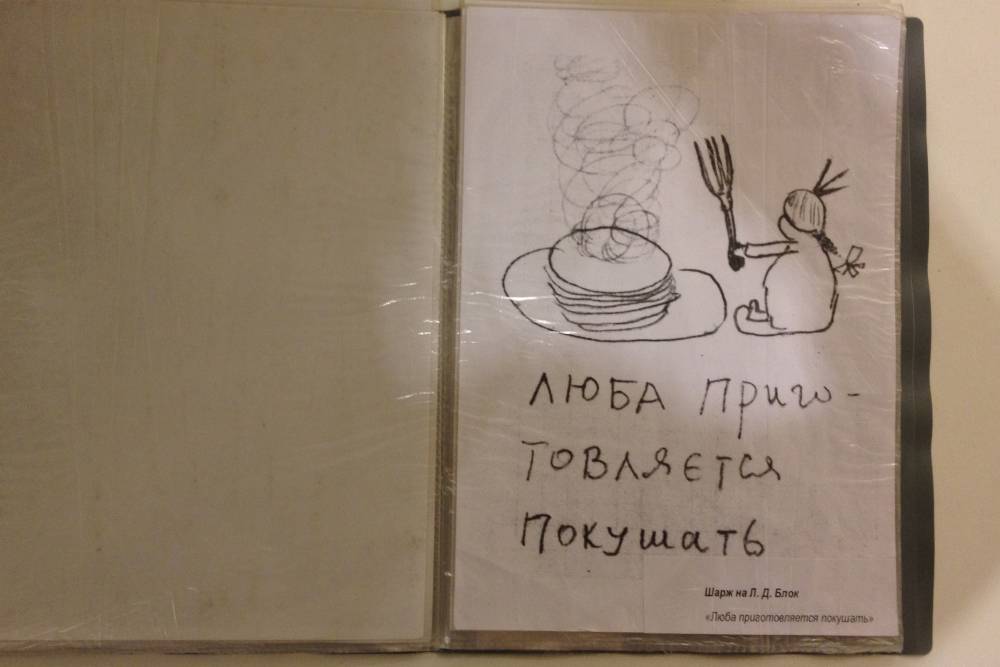 ЛЮБА Приго-
товляется
покушать
Шарж на Л. Д. Блок
«Люба приготовляется покушать»